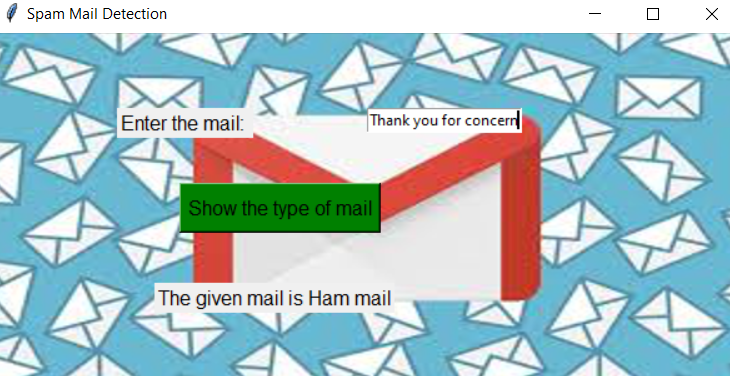 Spam Mail Detection
Enter the mail:
Thank you for concern
Show the type of mail
The given mail is Ham mail